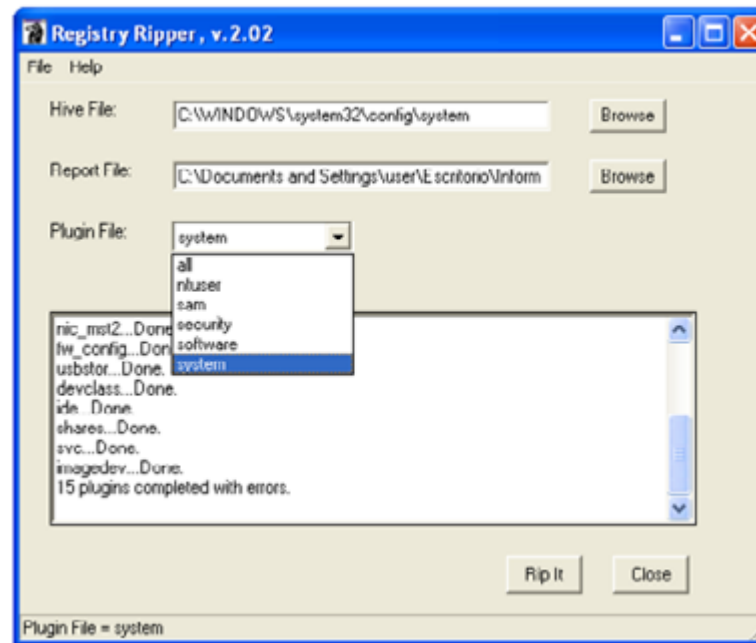 Registry Ripper, v.2.02
File Help
Hive File: C:\WINDOWS\system32\config\system Browse
Report File: C:\Documents and Settings\user\Escritorio\Inform Browse
Plugin File: system
all
ntuser
sam
security
software
system
nic_mst2...Done
fw_config...Don
usbstor...Done.
devclass...Done.
ide...Done.
shares...Done.
svc...Done.
imagedev...Done.
15 plugins completed with errors.
Rip It Close
Plugin File = system